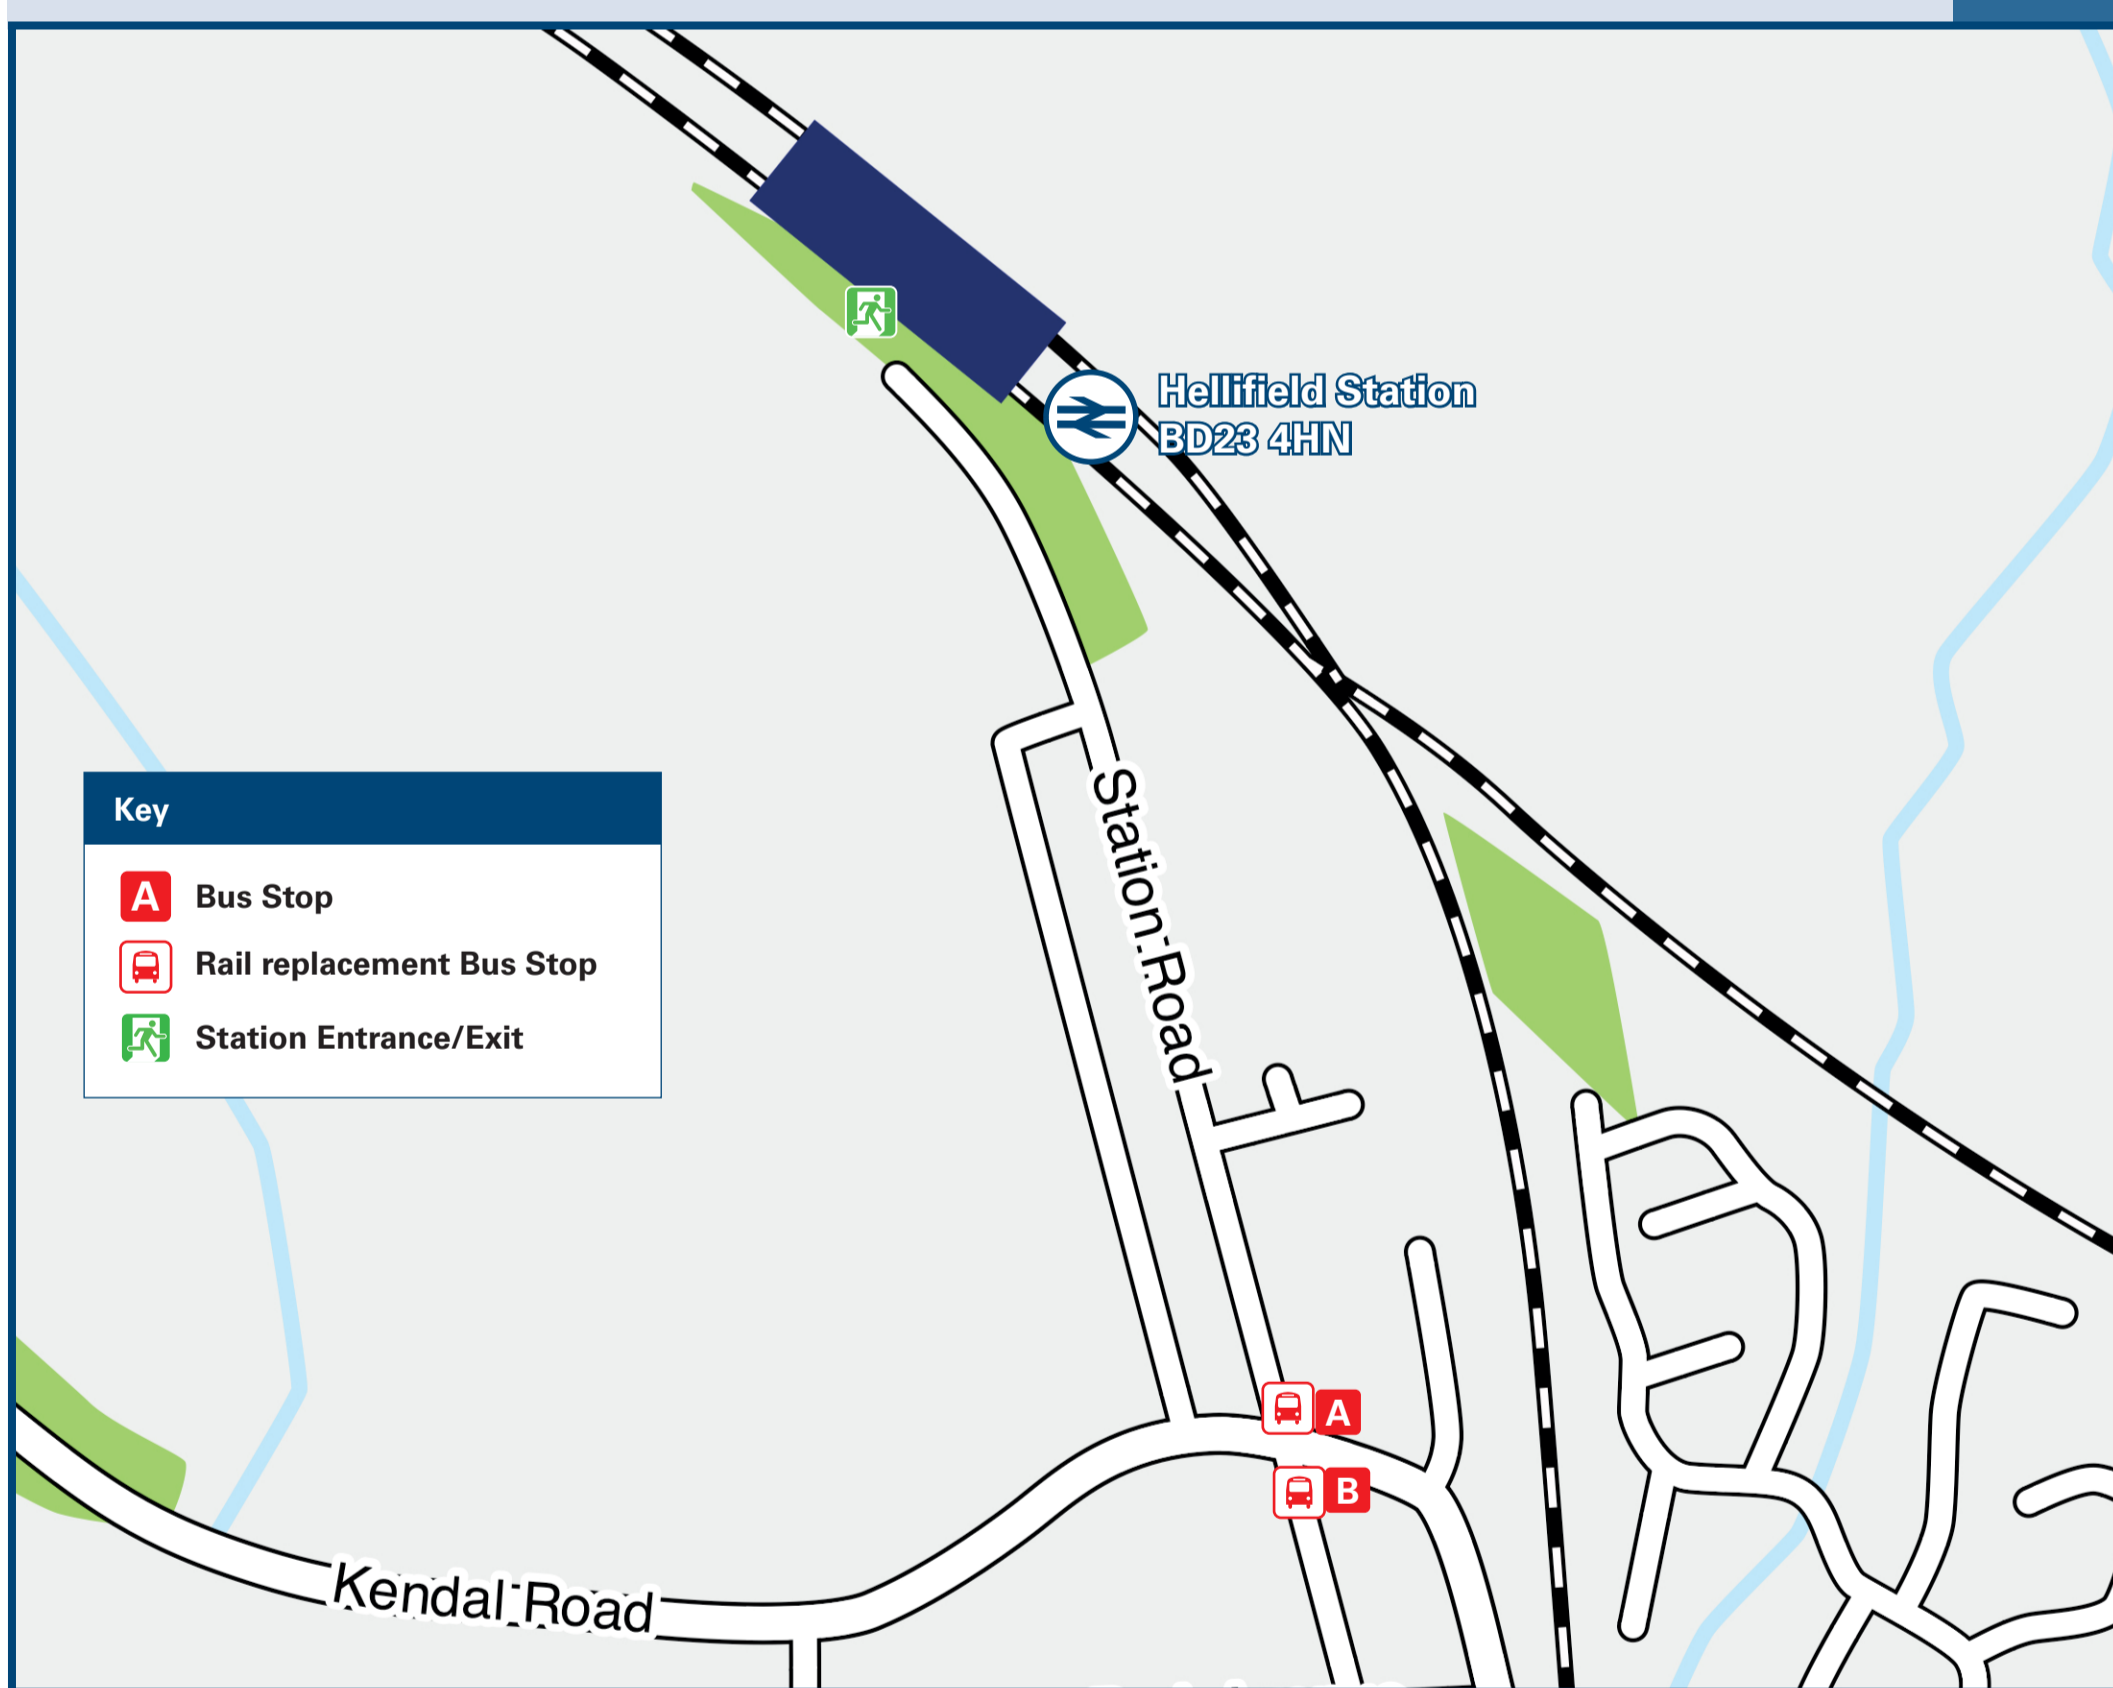 Hellifield Station
BD23 4HN
Station Road
Key
A Bus Stop
Rail replacement Bus Stop
Station Entrance/Exit
A
B
Kendal Road